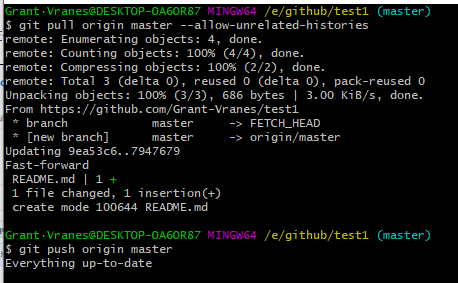 Grant·Vranes@DESKTOP-OA6OR87 MINGW64 /e/github/test1 (master)
$ git pull origin master --allow-unrelated-histories
remote: Enumerating objects: 4, done.
remote: Counting objects: 100% (4/4), done.
remote: Compressing objects: 100% (2/2), done.
remote: Total 3 (delta 0), reused 0 (delta 0), pack-reused 0
Unpacking objects: 100% (3/3), 686 bytes | 3.00 KiB/s, done.
From https://github.com/Grant-Vranes/test1
 * branch            master     -> FETCH_HEAD
 * [new branch]      master     -> origin/master
Updating 9ea53c6..7947679
Fast-forward
 README.md | 1 +
 1 file changed, 1 insertion(+)
 create mode 100644 README.md
Grant·Vranes@DESKTOP-OA6OR87 MINGW64 /e/github/test1 (master)
$ git push origin master
Everything up-to-date